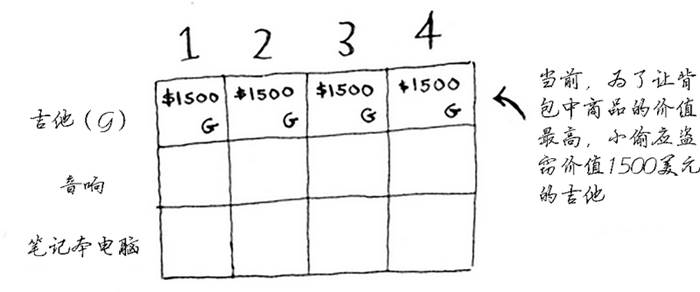 1 2 3 4
吉他(G) $1500 $1500 $1500 $1500
G G G G
音响
笔记本电脑
当前,为了让背
包中商品的价值
最高,小偷应盗
窃价值1500美元
的吉他